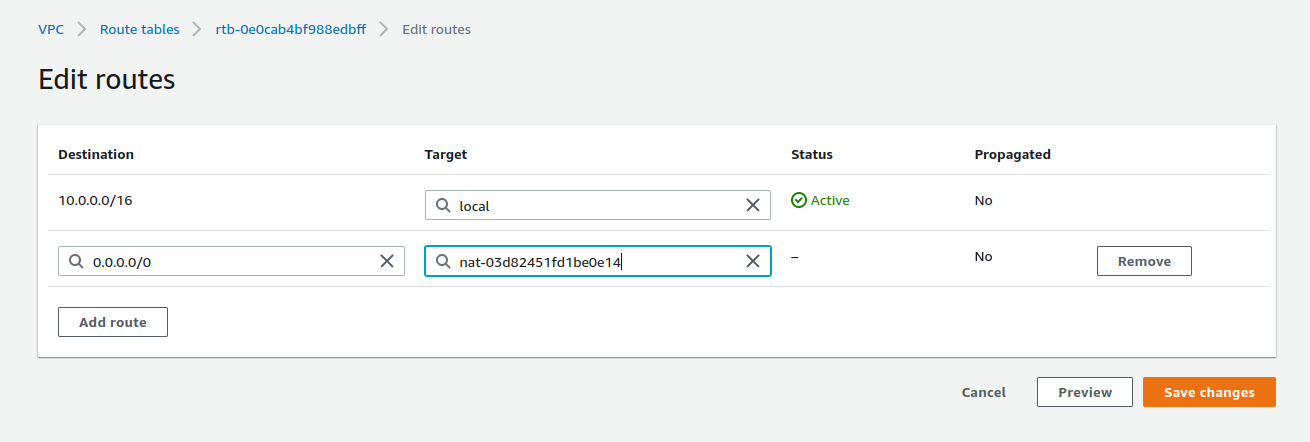 VPC > Route tables > rtb-0e0cab4bf988edbff > Edit routes
Edit routes
Destination Target Status Propagated
10.0.0.0/16 local Active No
0.0.0.0/0 nat-03d82451fd1be0e14 – No Remove
Add route
Cancel Preview Save changes